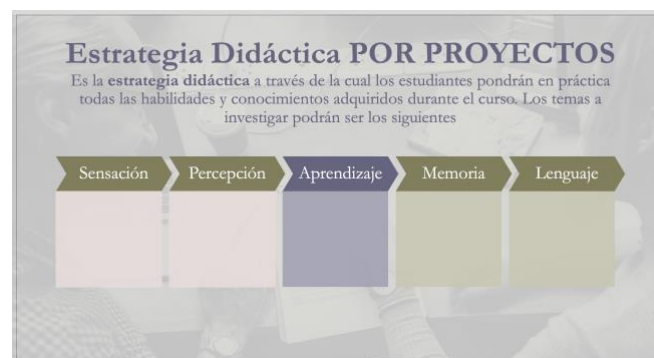 Estrategia Didáctica POR PROYECTOS
Es la estrategia didáctica a través de la cual los estudiantes pondrán en práctica
todas las habilidades y conocimientos adquiridos durante el curso. Los temas a
investigar podrán ser los siguientes
Sensación
Percepción
Aprendizaje
Memoria
Lenguaje